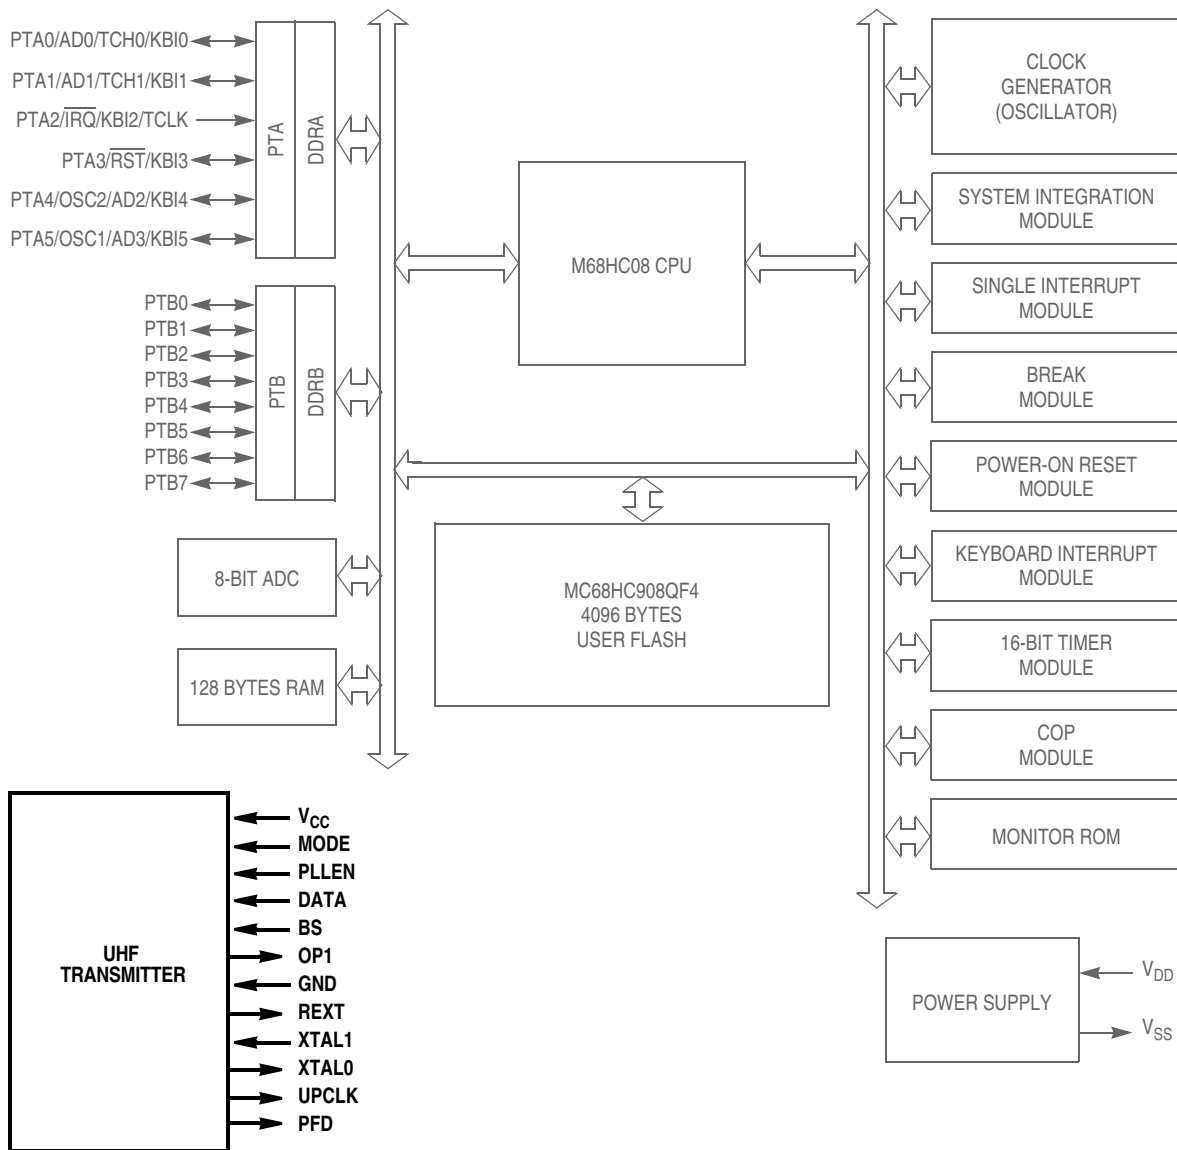 PTA0/AD0/TCH0/KBI0
PTA1/AD1/TCH1/KBI1
PTA2/IRQ/KBI2/TCLK
PTA3/RST/KBI3
PTA4/OSC2/AD2/KBI4
PTA5/OSC1/AD3/KBI5
PTA
DDRA
PTB0
PTB1
PTB2
PTB3
PTB4
PTB5
PTB6
PTB7
PTB
DDRB
8-BIT ADC
128 BYTES RAM
M68HC08 CPU
MC68HC908QF4
4096 BYTES
USER FLASH
CLOCK
GENERATOR
(OSCILLATOR)
SYSTEM INTEGRATION
MODULE
SINGLE INTERRUPT
MODULE
BREAK
MODULE
POWER-ON RESET
MODULE
KEYBOARD INTERRUPT
MODULE
16-BIT TIMER
MODULE
COP
MODULE
MONITOR ROM
POWER SUPPLY
VDD
VSS
UHF
TRANSMITTER
VCC
MODE
PLLEN
DATA
BS
OP1
GND
REXT
XTAL1
XTAL0
UPCLK
PFD